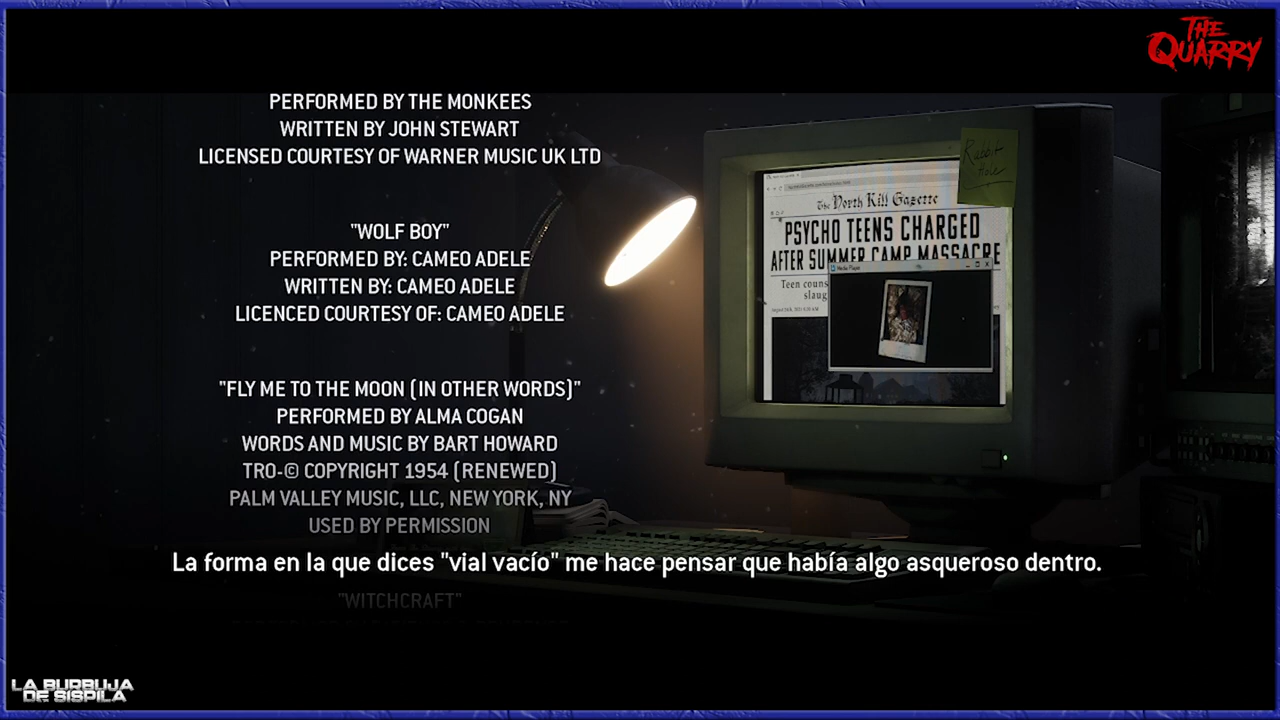 THE
QUARRY
PERFORMED BY THE MONKEES
WRITTEN BY JOHN STEWART
LICENSED COURTESY OF WARNER MUSIC UK LTD
"WOLF BOY"
PERFORMED BY: CAMEO ADELE
WRITTEN BY: CAMEO ADELE
LICENCED COURTESY OF: CAMEO ADELE
"FLY ME TO THE MOON (IN OTHER WORDS)"
PERFORMED BY ALMA COGAN
WORDS AND MUSIC BY BART HOWARD
TRO-© COPYRIGHT 1954 (RENEWED)
PALM VALLEY MUSIC, LLC, NEW YORK, NY
USED BY PERMISSION
"WITCHCRAFT"
Rabbit
Hole
The North Kill Gazette
PSYCHO TEENS CHARGED
AFTER SUMMER CAMP MASSACRE
Teen couns
slaug
Media Player
La forma en la que dices "vial vacío" me hace pensar que había algo asqueroso dentro.
LA BURBUJA
DE SISPILA